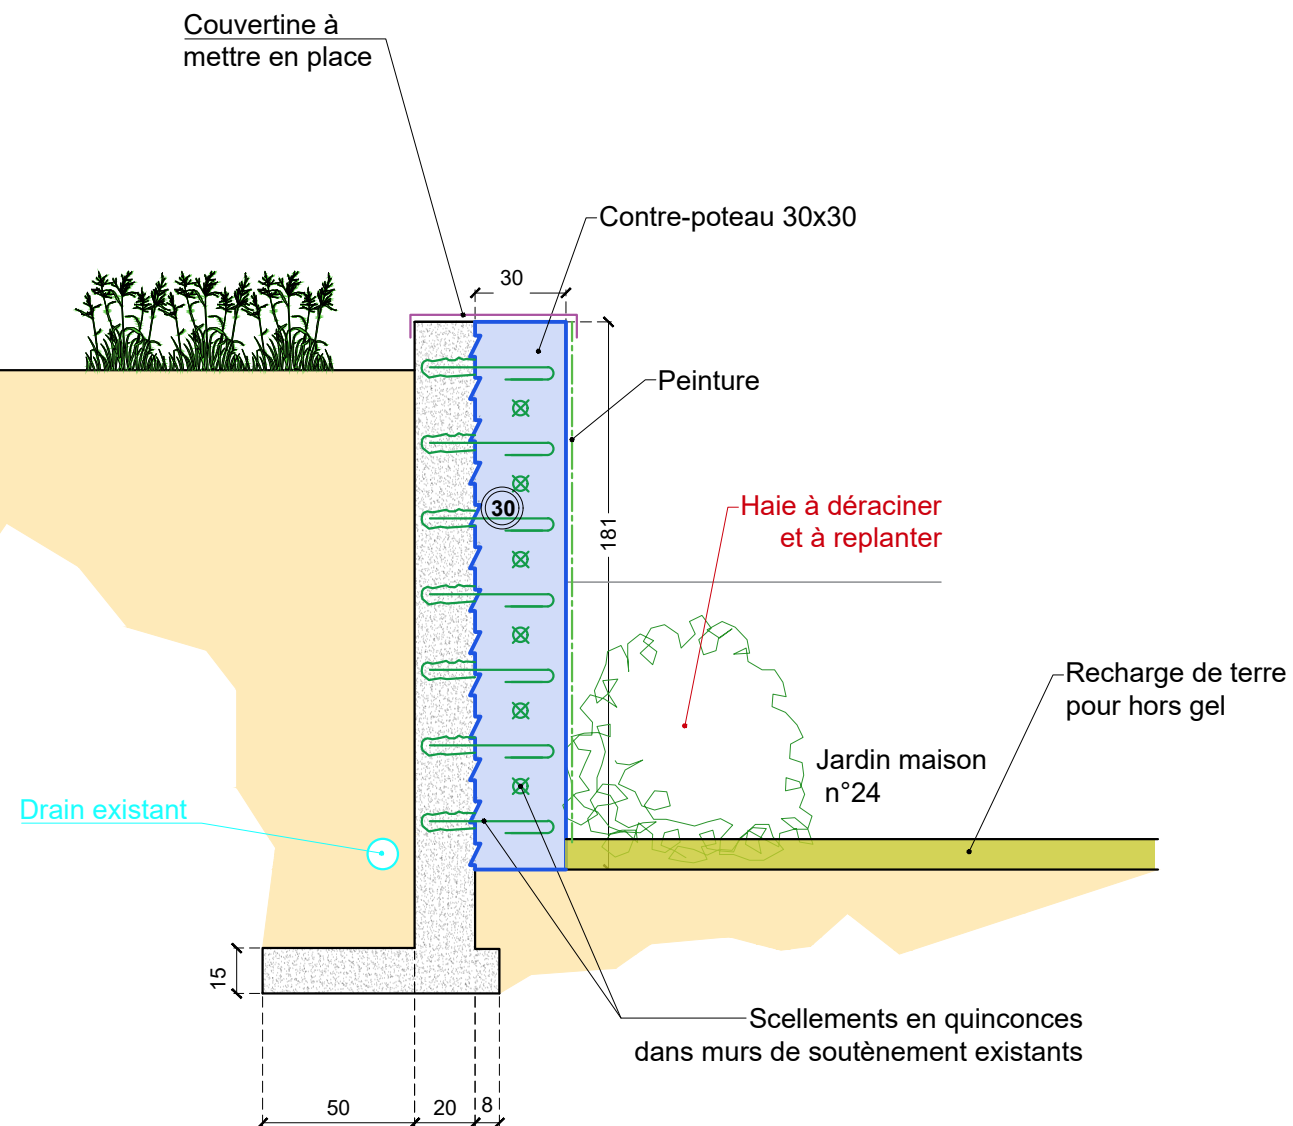 Couvertine à
mettre en place
Contre-poteau 30x30
30
Peinture
30
181
Haie à déraciner
et à replanter
Recharge de terre
pour hors gel
Jardin maison
n°24
Drain existant
15
Scellements en quinconces
dans murs de soutènement existants
50
20
8